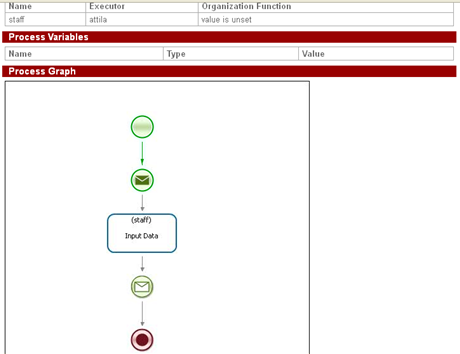 Name Executor Organization Function
staff attila value is unset
Process Variables
Name Type Value
Process Graph
(staff)
Input Data